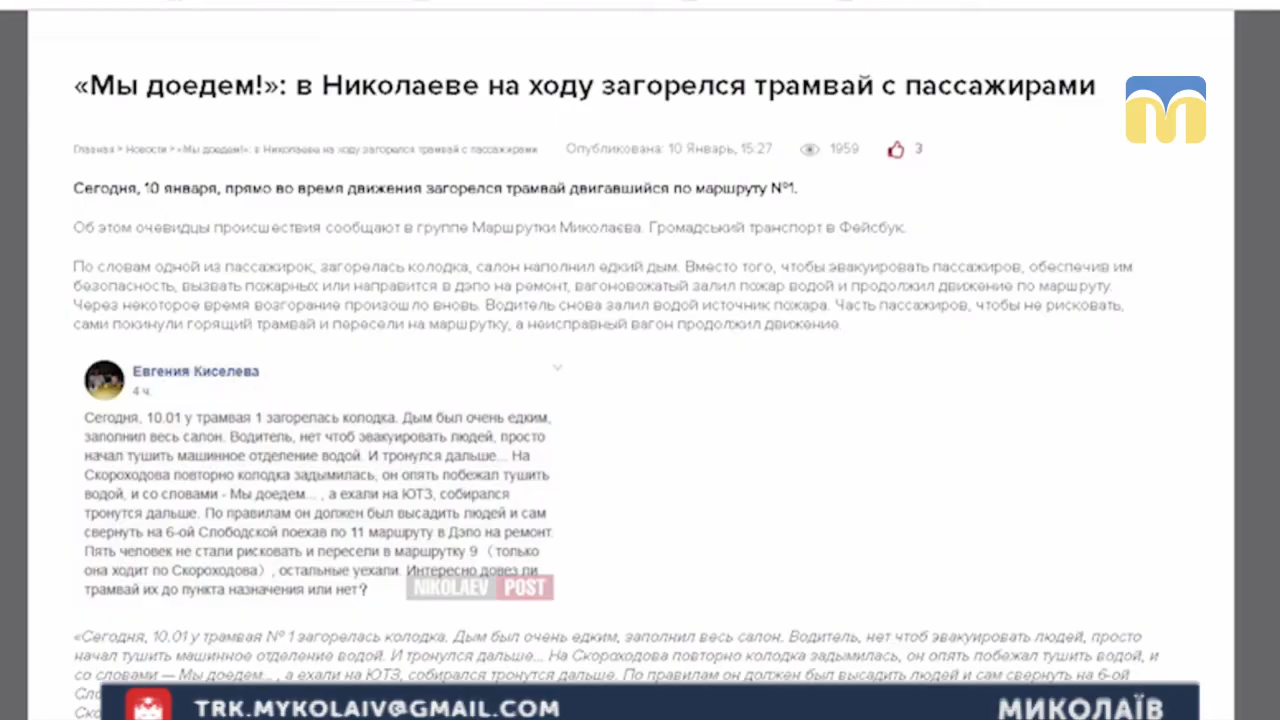 «Мы доедем!»: в Николаеве на ходу загорелся трамвай с пассажирами
Главная > Новости > «Мы доедем!»: в Николаеве на ходу загорелся трамвай с пассажирами
Опубликована: 10 Январь, 15:27 1959 3
Сегодня, 10 января, прямо во время движения загорелся трамвай двигавшийся по маршруту №1.
Об этом очевидцы происшествия сообщают в группе Маршрутки Миколаєва. Громадський транспорт в Фейсбук.
По словам одной из пассажирок, загорелась колодка, салон наполнил едкий дым. Вместо того, чтобы эвакуировать пассажиров, обеспечив им
безопасность, вызвать пожарных или направится в дэпо на ремонт, вагоновожатый залил пожар водой и продолжил движение по маршруту.
Через некоторое время возгорание произошло вновь. Водитель снова залил водой источник пожара. Часть пассажиров, чтобы не рисковать,
сами покинули горящий трамвай и пересели на маршрутку, а неисправный вагон продолжил движение.
Евгения Киселева
4 ч.
Сегодня, 10.01 у трамвая 1 загорелась колодка. Дым был очень едким,
заполнил весь салон. Водитель, нет чтоб эвакуировать людей, просто
начал тушить машинное отделение водой. И тронулся дальше... На
Скороходова повторно колодка задымилась, он опять побежал тушить
водой, и со словами - Мы доедем... , а ехали на ЮТЗ, собирался
тронутся дальше. По правилам он должен был высадить людей и сам
свернуть на 6-ой Слободской поехав по 11 маршруту в Дэпо на ремонт.
Пять человек не стали рисковать и пересели в маршрутку 9 (только
она ходит по Скороходова) , остальные уехали. Интересно довез ли
трамвай их до пункта назначения или нет?
NIKOLAEV POST
«Сегодня, 10.01 у трамвая № 1 загорелась колодка. Дым был очень едким, заполнил весь салон. Водитель, нет чтоб эвакуировать людей, просто
начал тушить машинное отделение водой. И тронулся дальше... На Скороходова повторно колодка задымилась, он опять побежал тушить водой, и
со словами — Мы доедем... , а ехали на ЮТЗ, собирался тронутся дальше. По правилам он должен был высадить людей и сам свернуть на 6-ой
TRK.MYKOLAIV@GMAIL.COM
МИКОЛАЇВ